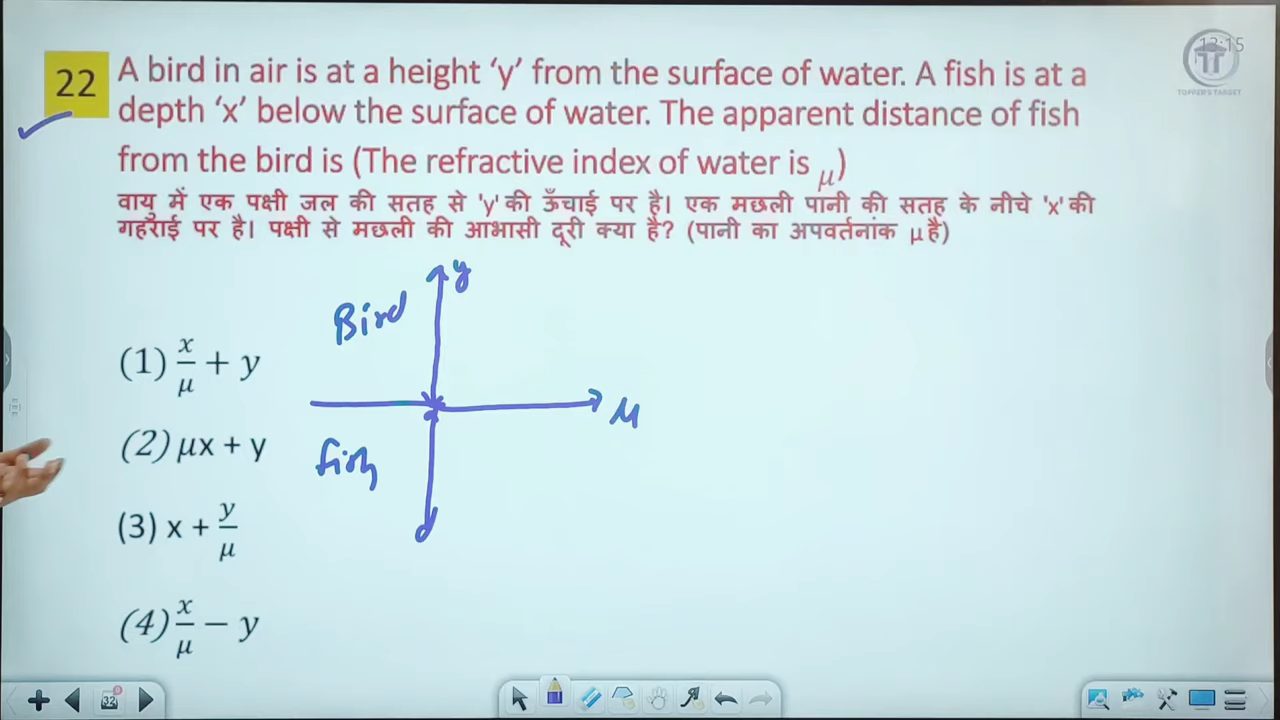 22
A bird in air is at a height ‘y’ from the surface of water. A fish is at a
depth ‘x’ below the surface of water. The apparent distance of fish
from the bird is (The refractive index of water is μ)
वायु में एक पक्षी जल की सतह से 'y' की ऊँचाई पर है। एक मछली पानी की सतह के नीचे 'x' की
गहराई पर है। पक्षी से मछली की आभासी दूरी क्या है? (पानी का अपवर्तनांक μ है)
(1) x/μ + y
(2) μx + y
(3) x + y/μ
(4) x/μ − y
Bird
y
μ
fish
TOPPER'S TARGET
32